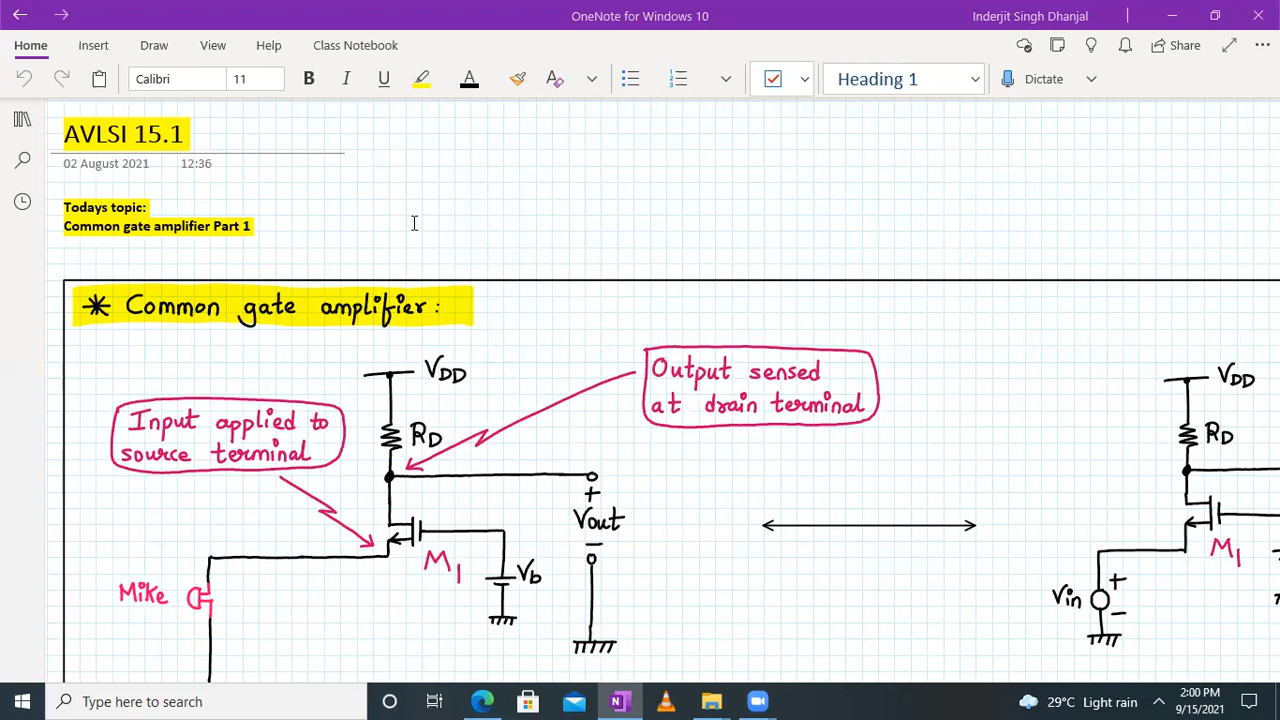 OneNote for Windows 10
Inderjit Singh Dhanjal
Home Insert Draw View Help Class Notebook
Share
Calibri 11 B I U A Heading 1 Dictate
AVLSI 15.1
02 August 2021 12:36
Todays topic:
Common gate amplifier Part 1
* Common gate amplifier:
VDD
Output sensed
at drain terminal
VDD
Input applied to
source terminal
RD
RD
+
Vout
−
M1
M1
Vb
Mike
Vin
+
−
Type here to search
29°C Light rain
2:00 PM
9/15/2021